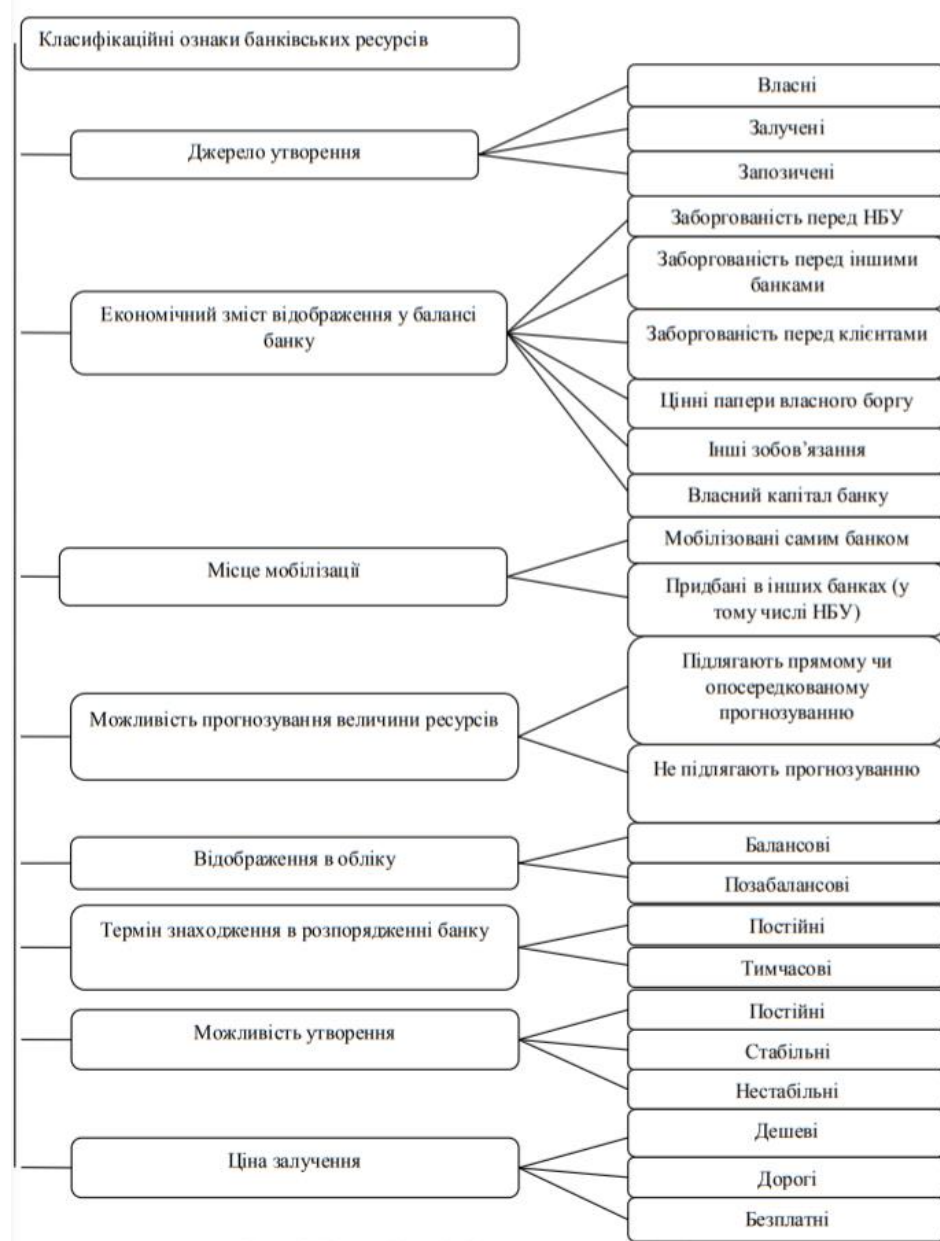 Класифікаційні ознаки банківських ресурсів
Джерело утворення
Власні
Залучені
Запозичені
Економічний зміст відображення у балансі
банку
Заборгованість перед НБУ
Заборгованість перед іншими
банками
Заборгованість перед клієнтами
Цінні папери власного боргу
Інші зобов’язання
Власний капітал банку
Місце мобілізації
Мобілізовані самим банком
Придбані в інших банках (у
тому числі НБУ)
Можливість прогнозування величини ресурсів
Підлягають прямому чи
опосередкованому
прогнозуванню
Не підлягають прогнозуванню
Відображення в обліку
Балансові
Позабалансові
Термін знаходження в розпорядженні банку
Постійні
Тимчасові
Можливість утворення
Постійні
Стабільні
Нестабільні
Ціна залучення
Дешеві
Дорогі
Безплатні